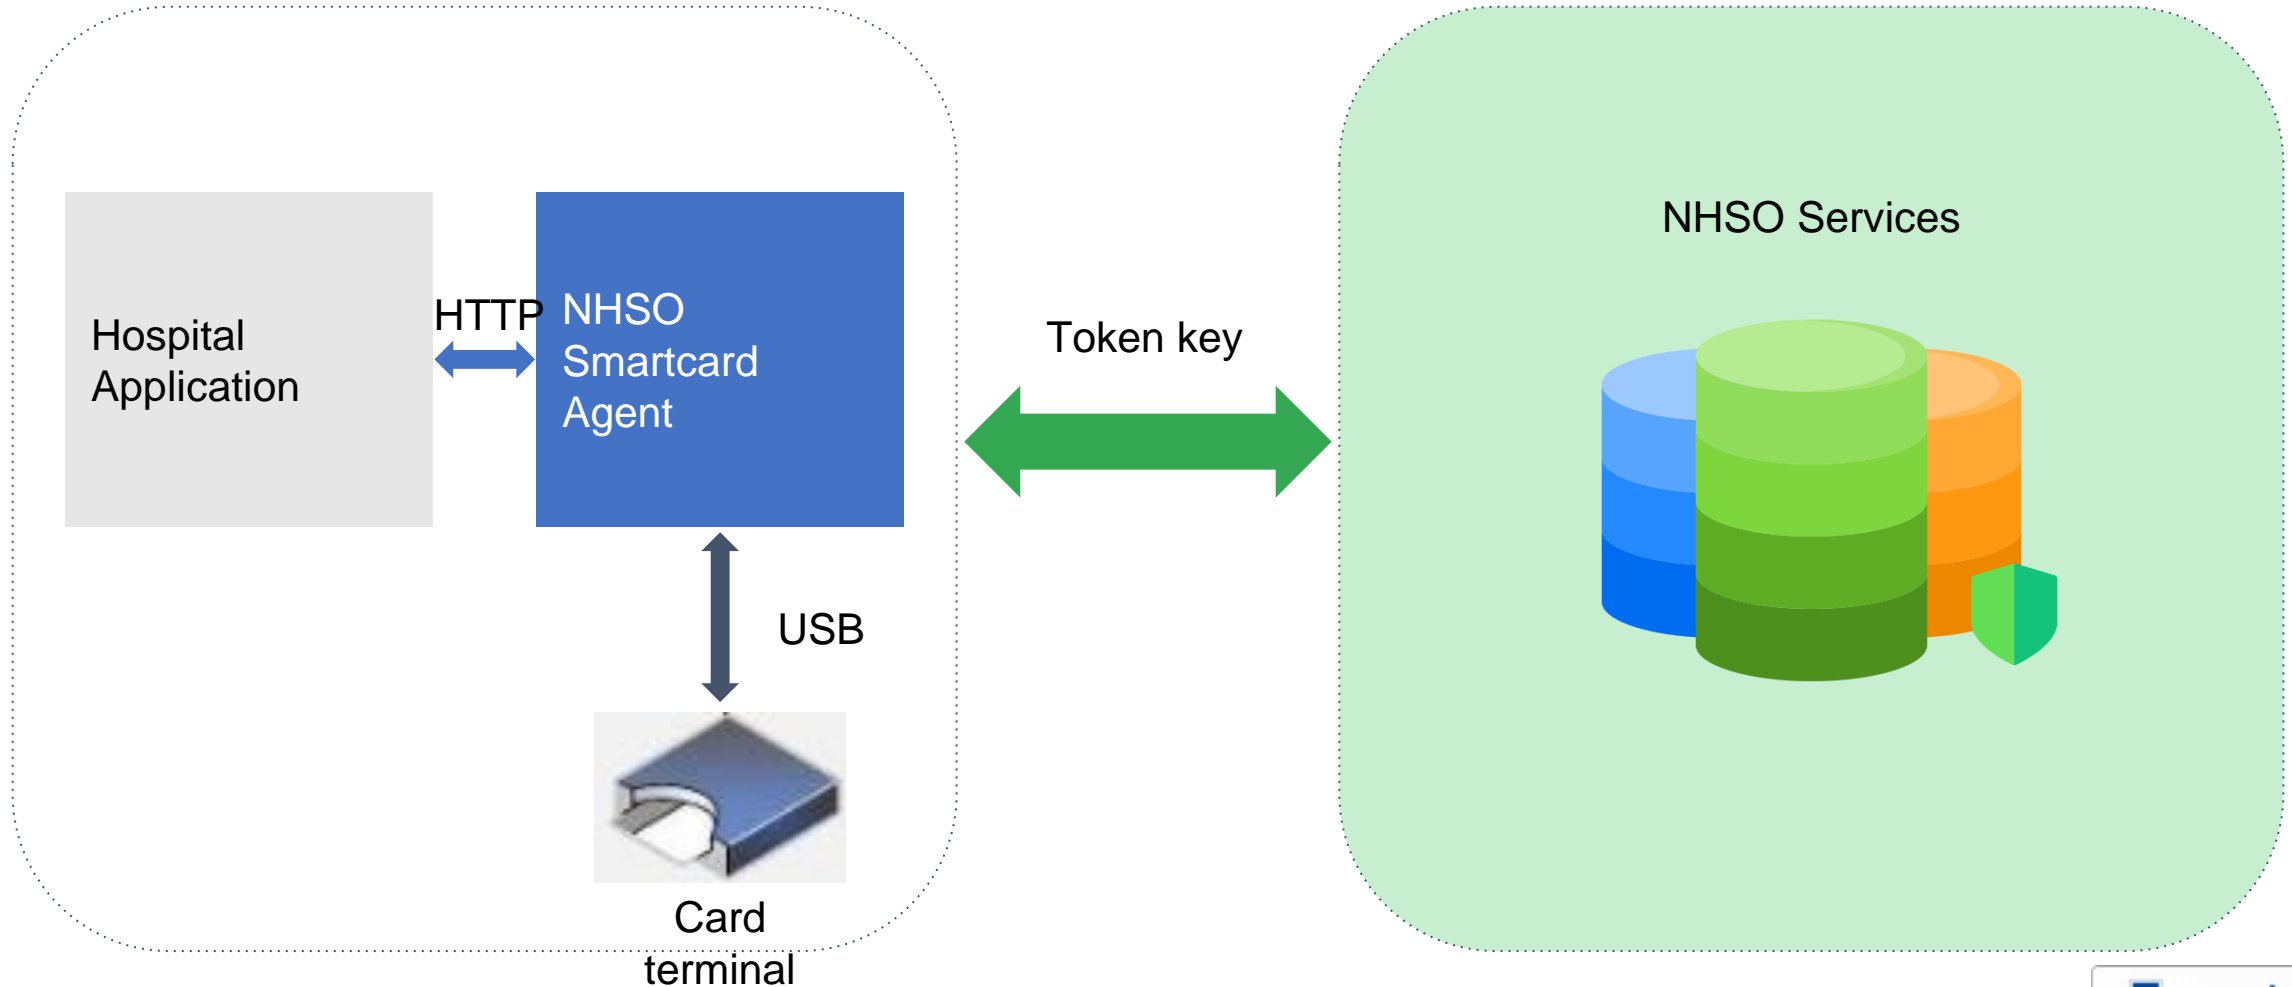 NHSO Services
Hospital
Application
HTTP
NHSO
Smartcard
Agent
Token key
USB
Card
terminal